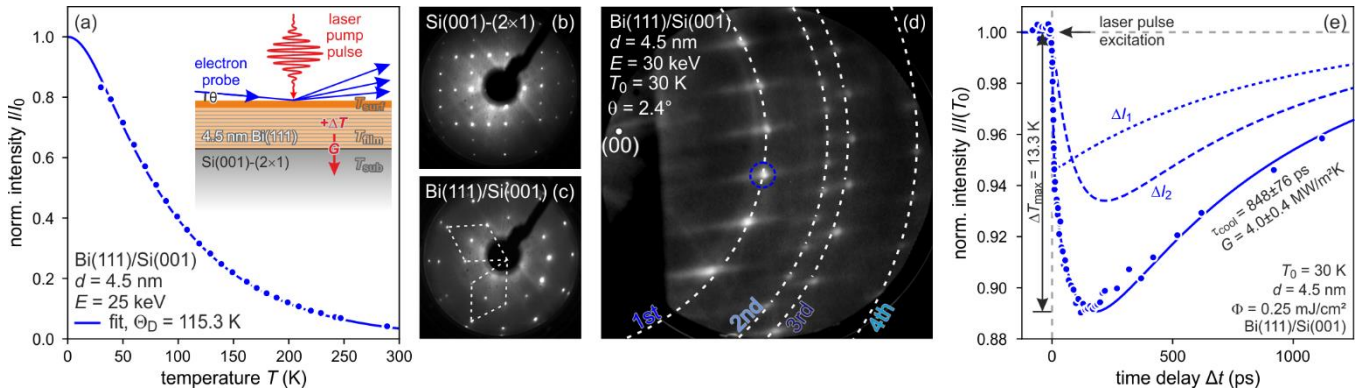 (a)
laser
pump
pulse
electron
probe
θ
T_surf
+ΔT
4.5 nm Bi(111)
T_film
G
Si(001)-(2×1)
T_sub
Bi(111)/Si(001)
d = 4.5 nm
E = 25 keV
fit, Θ_D = 115.3 K
norm. intensity I/I₀
1.0
0.8
0.6
0.4
0.2
0.0
0
50
100
150
200
250
300
temperature T (K)
Si(001)-(2×1) (b)
Bi(111)/Si(001) (c)
Bi(111)/Si(001) (d)
d = 4.5 nm
E = 30 keV
T₀ = 30 K
θ = 2.4°
(00)
1st
2nd
3rd
4th
(e)
laser pulse
excitation
ΔI₁
ΔI₂
ΔT_max = 13.3 K
τ_cool = 848±76 ps
G = 4.0±0.4 MW/m²K
T₀ = 30 K
d = 4.5 nm
Φ = 0.25 mJ/cm²
Bi(111)/Si(001)
norm. intensity I/I(T₀)
1.00
0.98
0.96
0.94
0.92
0.90
0.88
0
500
1000
time delay Δt (ps)